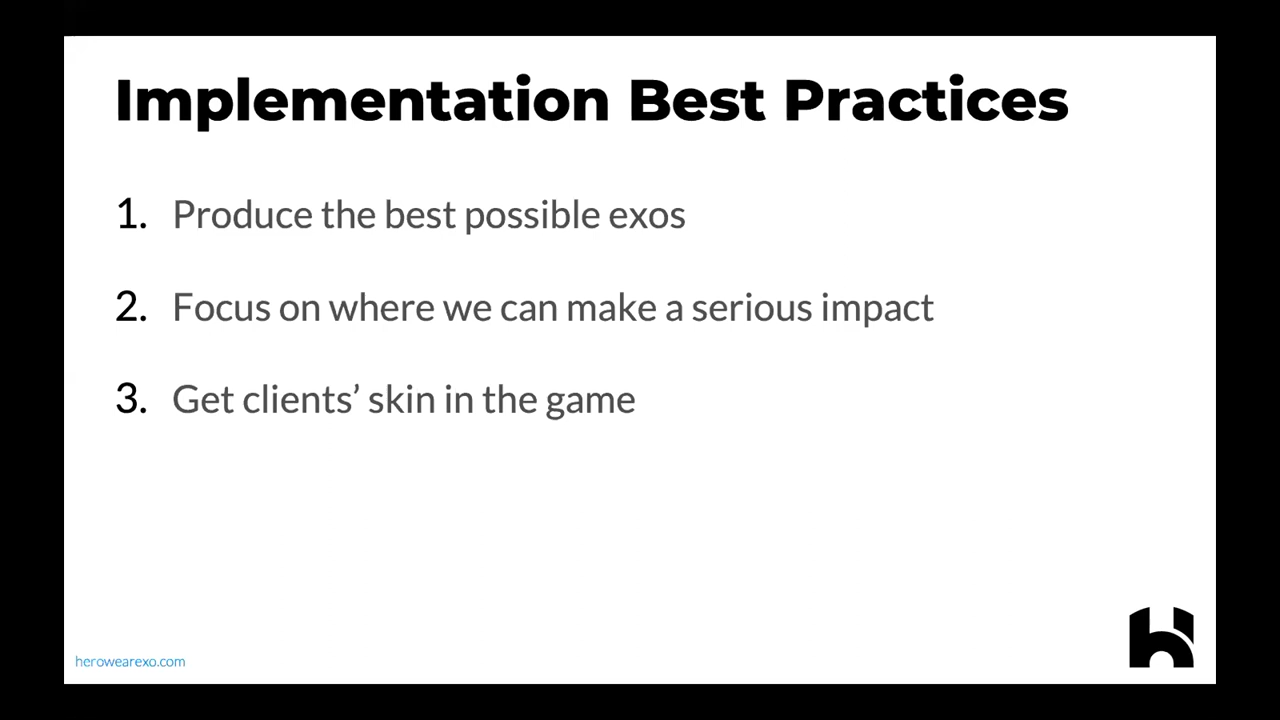 Implementation Best Practices
1. Produce the best possible exos
2. Focus on where we can make a serious impact
3. Get clients’ skin in the game
herowearexo.com